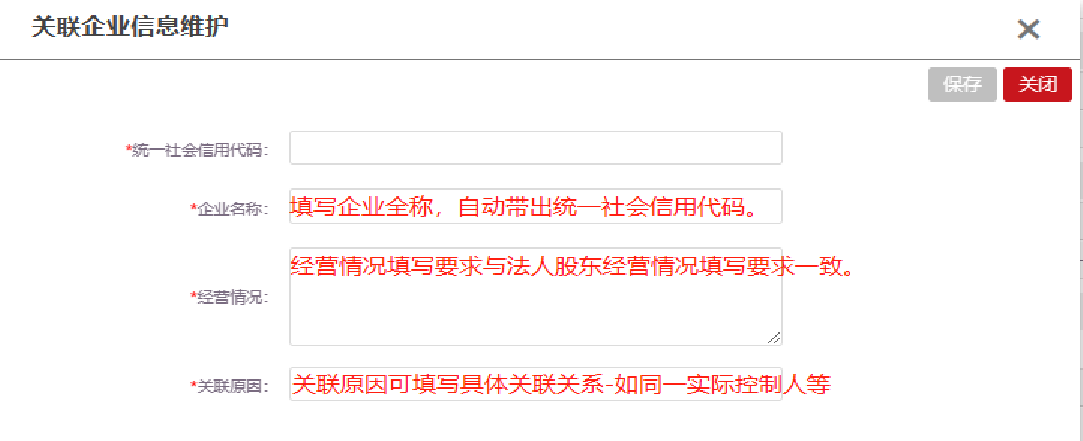 关联企业信息维护
保存 关闭
*统一社会信用代码:
*企业名称: 填写企业全称，自动带出统一社会信用代码。
经营情况填写要求与法人股东经营情况填写要求一致。
*经营情况:
*关联原因: 关联原因可填写具体关联关系-如同一实际控制人等